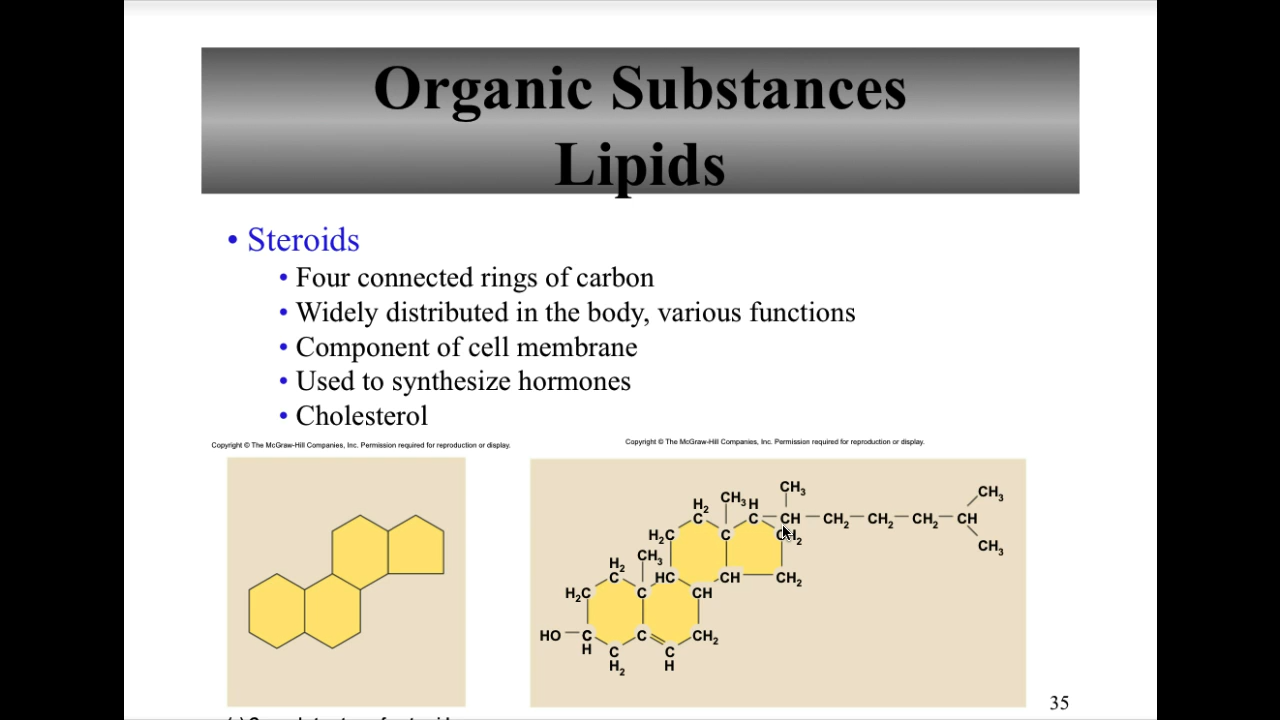 Organic Substances
Lipids
• Steroids
• Four connected rings of carbon
• Widely distributed in the body, various functions
• Component of cell membrane
• Used to synthesize hormones
• Cholesterol
Copyright © The McGraw-Hill Companies, Inc. Permission required for reproduction or display.
Copyright © The McGraw-Hill Companies, Inc. Permission required for reproduction or display.
CH3
CH3
H2 CH3 H
C C CH CH2 CH2 CH2 CH
H2C C CH2
CH3
CH3
H2
C HC CH CH2
H2C C CH
HO C C CH2
H C C
H2 H
35